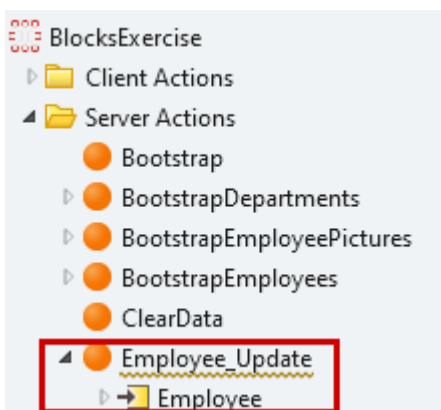 BlocksExercise
Client Actions
Server Actions
Bootstrap
BootstrapDepartments
BootstrapEmployeePictures
BootstrapEmployees
ClearData
Employee_Update
Employee